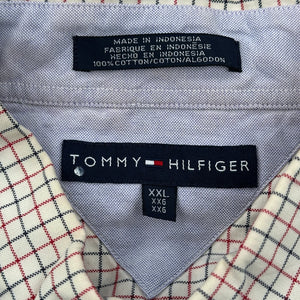 MADE IN INDONESIA
FABRIQUE EN INDONESIE
HECHO EN INDONESIA
100%COTTON/COTON/ALGODON
TOMMY HILFIGER
XXL
XXG
XXG